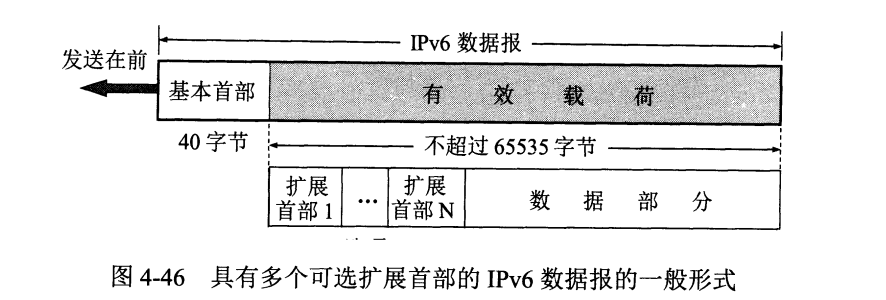 IPv6 数据报
发送在前
基本首部
有效载荷
40 字节
不超过 65535 字节
扩展
首部 1
…
扩展
首部 N
数据部分
图 4-46 具有多个可选扩展首部的 IPv6 数据报的一般形式